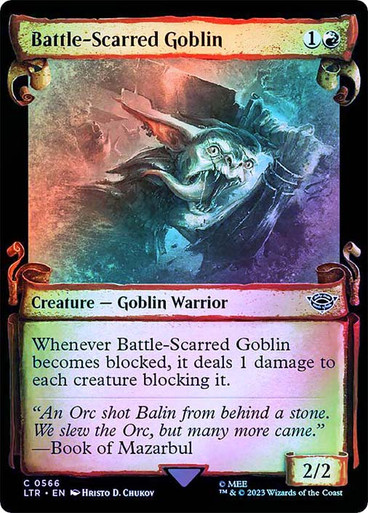 Battle-Scarred Goblin 1
Creature — Goblin Warrior
Whenever Battle-Scarred Goblin
becomes blocked, it deals 1 damage to
each creature blocking it.
“An Orc shot Balin from behind a stone.
We slew the Orc, but many more came.”
—Book of Mazarbul
2/2
C 0566
LTR • EN Hristo D. Chukov
© MEE
™ & © 2023 Wizards of the Coast